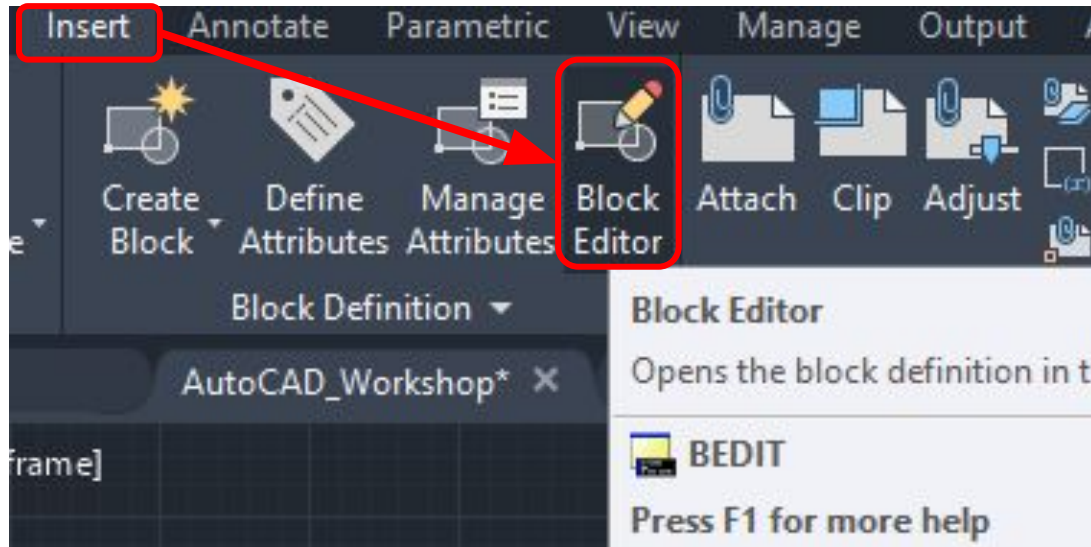 Insert Annotate Parametric View Manage Output
Create Define Manage Block Attach Clip Adjust
Block Attributes Attributes Editor
Block Definition
Block Editor
AutoCAD_Workshop*
Opens the block definition in t
frame]
BEDIT
Press F1 for more help